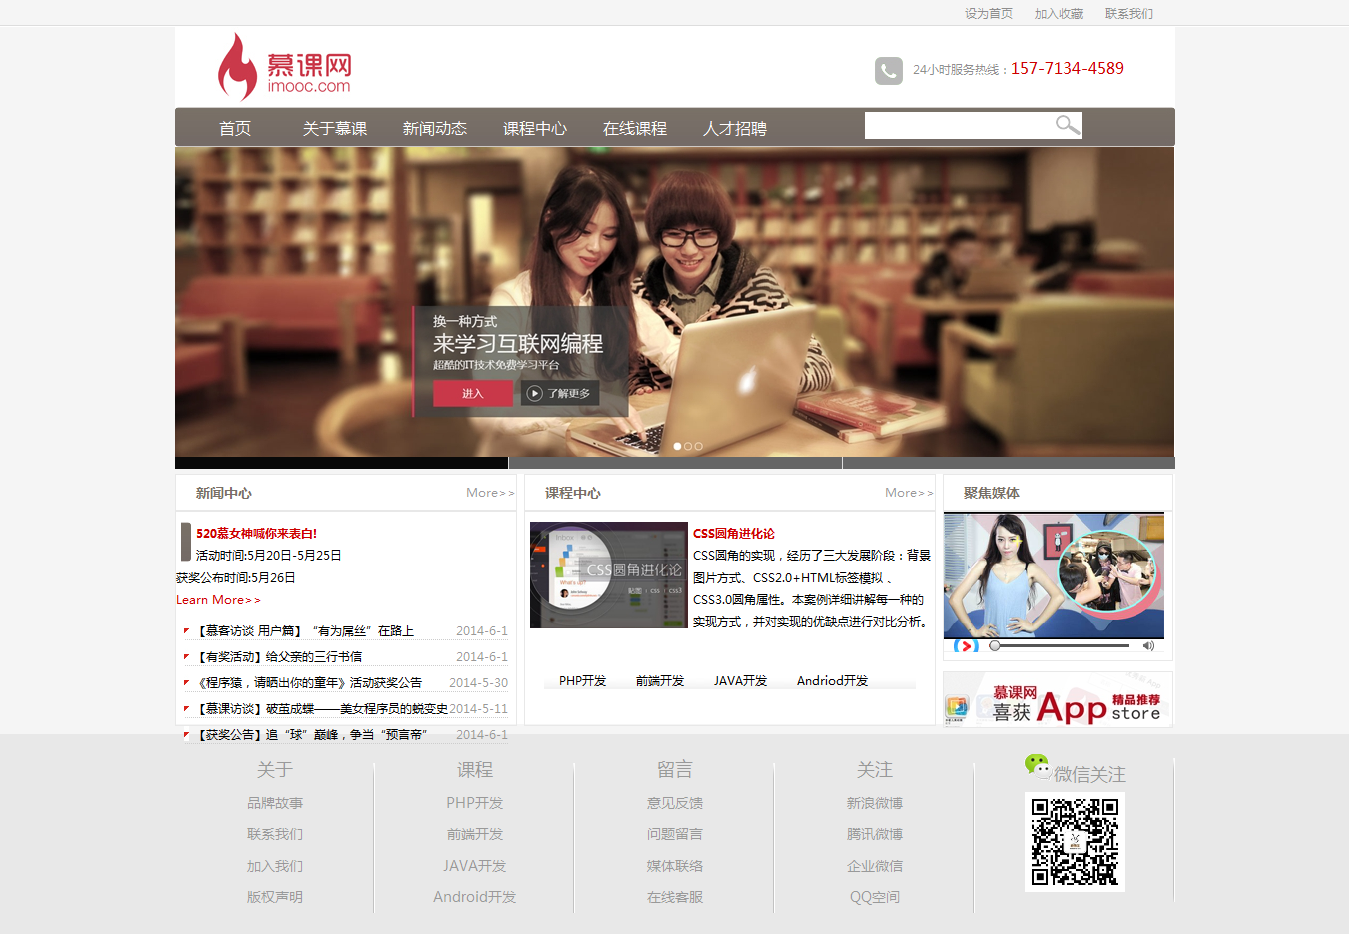 设为首页 加入收藏 联系我们
慕课网
imooc.com
24小时服务热线：157-7134-4589
首页 关于慕课 新闻动态 课程中心 在线课程 人才招聘
换一种方式
来学习互联网编程
超酷的IT技术免费学习平台
进入 了解更多
新闻中心 More>>
520慕女神喊你来表白!
活动时间:5月20日-5月25日
获奖公布时间:5月26日
Learn More>>
【慕客访谈 用户篇】“有为屌丝”在路上 2014-6-1
【有奖活动】给父亲的三行书信 2014-6-1
《程序猿，请晒出你的童年》活动获奖公告 2014-5-30
【慕课访谈】破茧成蝶——美女程序员的蜕变史 2014-5-11
【获奖公告】追“球”巅峰，争当“预言帝” 2014-6-1
课程中心 More>>
Inbox
What's up?
CSS圆角进化论
贴图 | CSS | CSS3
CSS圆角进化论
CSS圆角的实现，经历了三大发展阶段：背景
图片方式、CSS2.0+HTML标签模拟 、
CSS3.0圆角属性。本案例详细讲解每一种的
实现方式，并对实现的优缺点进行对比分析。
PHP开发 前端开发 JAVA开发 Andriod开发
聚焦媒体
慕课网
喜获 App 精品推荐
store
关于
品牌故事
联系我们
加入我们
版权声明
课程
PHP开发
前端开发
JAVA开发
Android开发
留言
意见反馈
问题留言
媒体联络
在线客服
关注
新浪微博
腾讯微博
企业微信
QQ空间
微信关注